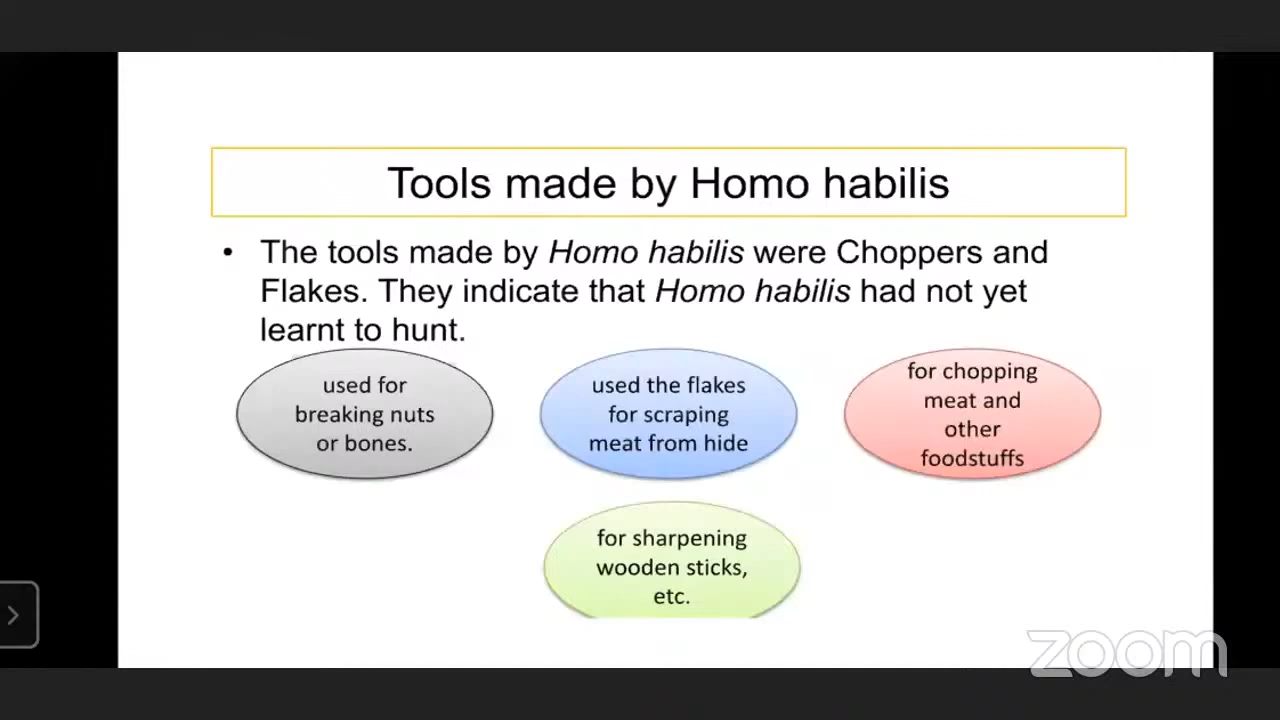 Tools made by Homo habilis
• The tools made by Homo habilis were Choppers and
Flakes. They indicate that Homo habilis had not yet
learnt to hunt.
used for
breaking nuts
or bones.
used the flakes
for scraping
meat from hide
for chopping
meat and
other
foodstuffs
for sharpening
wooden sticks,
etc.
zoom